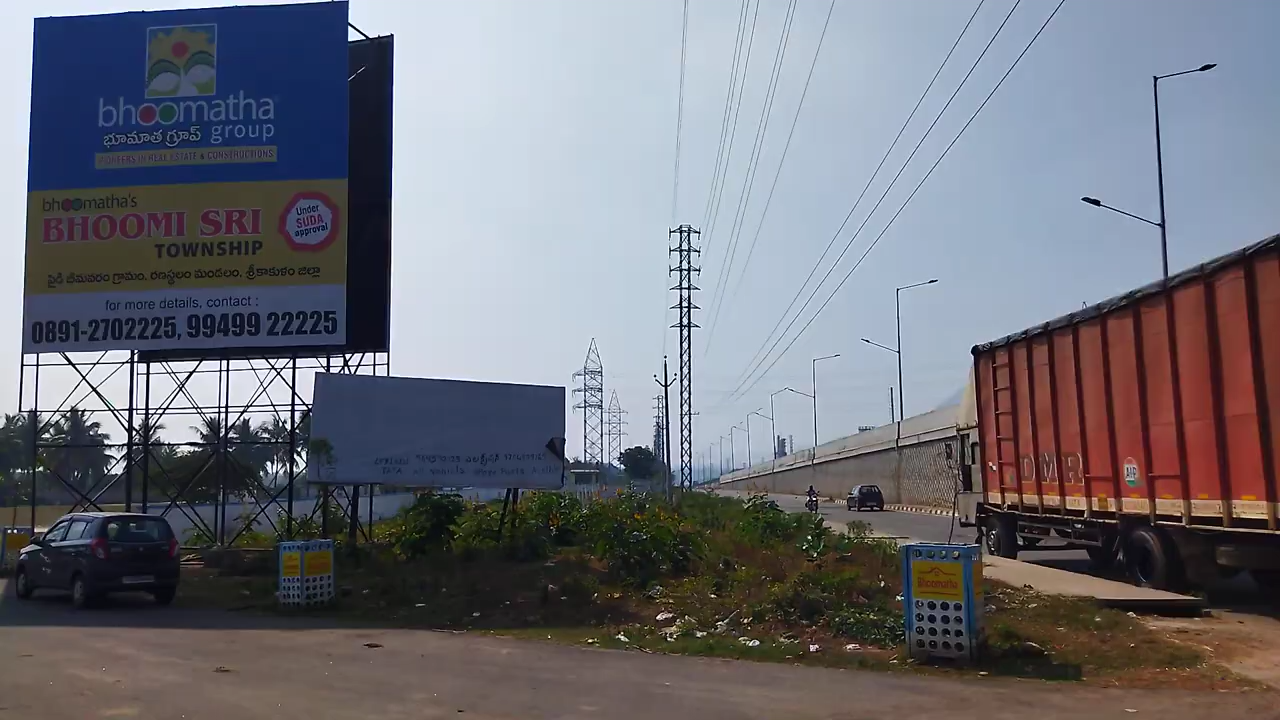 bhoomatha
భూమాత గ్రూప్ group
PIONEERS IN REAL ESTATE & CONSTRUCTIONS
bhoomatha's
BHOOMI SRI
TOWNSHIP
Under
SUDA
approval
పైడి భీమవరం గ్రామం, రణస్థలం మండలం, శ్రీకాకుళం జిల్లా
for more details, contact :
0891-2702225, 99499 22225
DMR
Bhoomatha